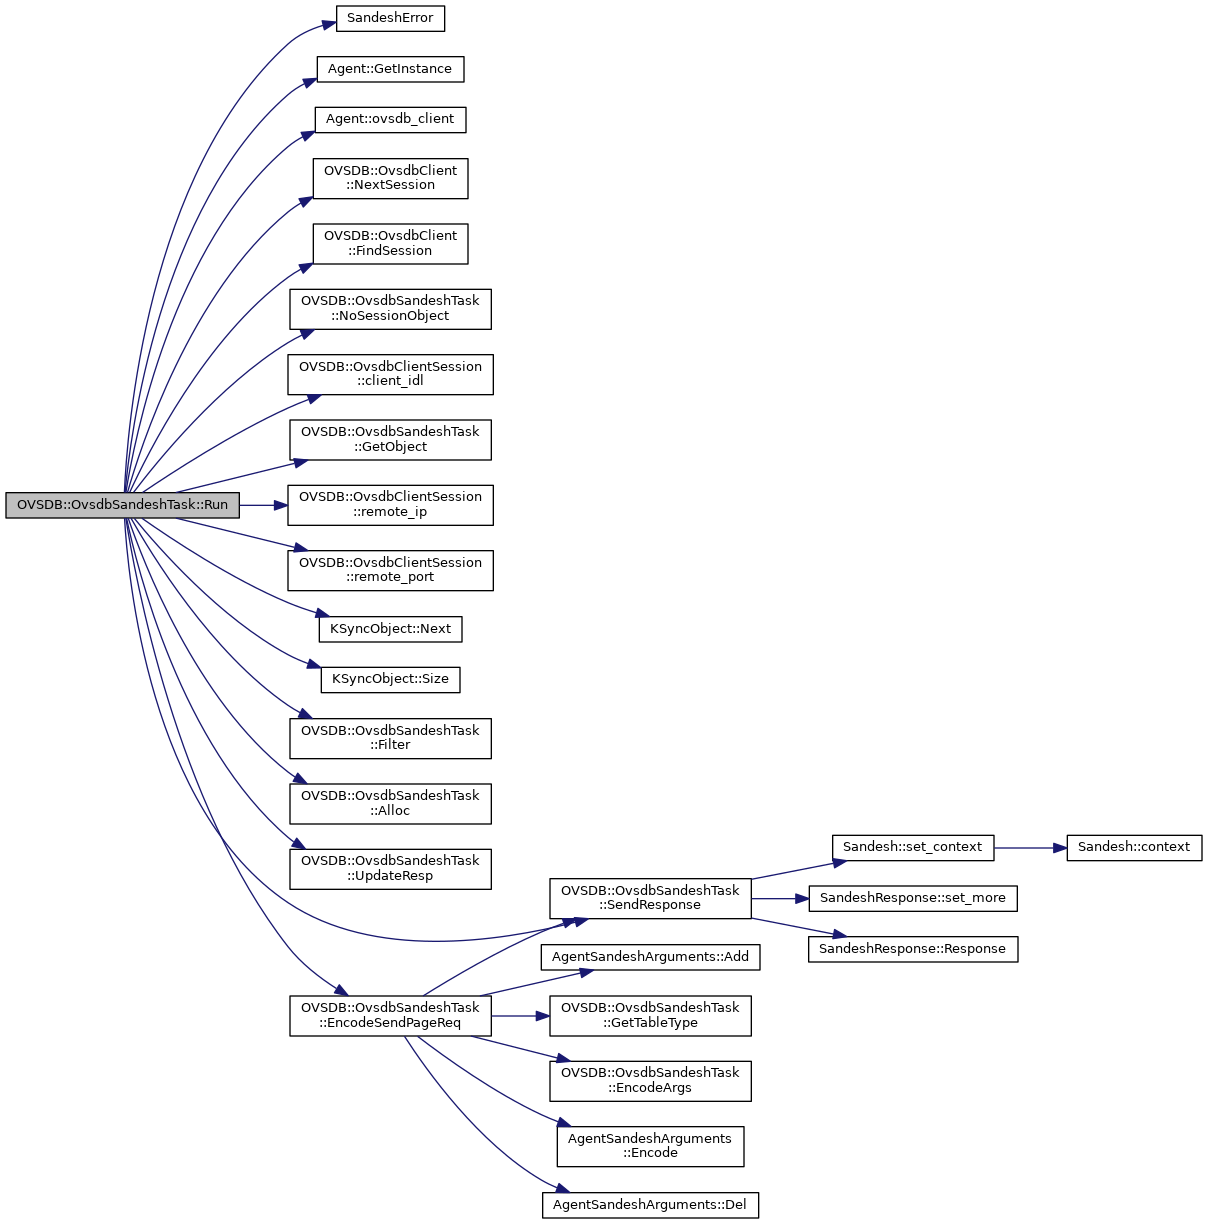 SandeshError
Agent::GetInstance
Agent::ovsdb_client
OVSDB::OvsdbClient
::NextSession
OVSDB::OvsdbClient
::FindSession
OVSDB::OvsdbSandeshTask
::NoSessionObject
OVSDB::OvsdbClientSession
::client_idl
OVSDB::OvsdbSandeshTask
::GetObject
OVSDB::OvsdbSandeshTask::Run
OVSDB::OvsdbClientSession
::remote_ip
OVSDB::OvsdbClientSession
::remote_port
KSyncObject::Next
KSyncObject::Size
OVSDB::OvsdbSandeshTask
::Filter
OVSDB::OvsdbSandeshTask
::Alloc
OVSDB::OvsdbSandeshTask
::UpdateResp
OVSDB::OvsdbSandeshTask
::SendResponse
Sandesh::set_context
Sandesh::context
SandeshResponse::set_more
SandeshResponse::Response
OVSDB::OvsdbSandeshTask
::EncodeSendPageReq
AgentSandeshArguments::Add
OVSDB::OvsdbSandeshTask
::GetTableType
OVSDB::OvsdbSandeshTask
::EncodeArgs
AgentSandeshArguments
::Encode
AgentSandeshArguments::Del